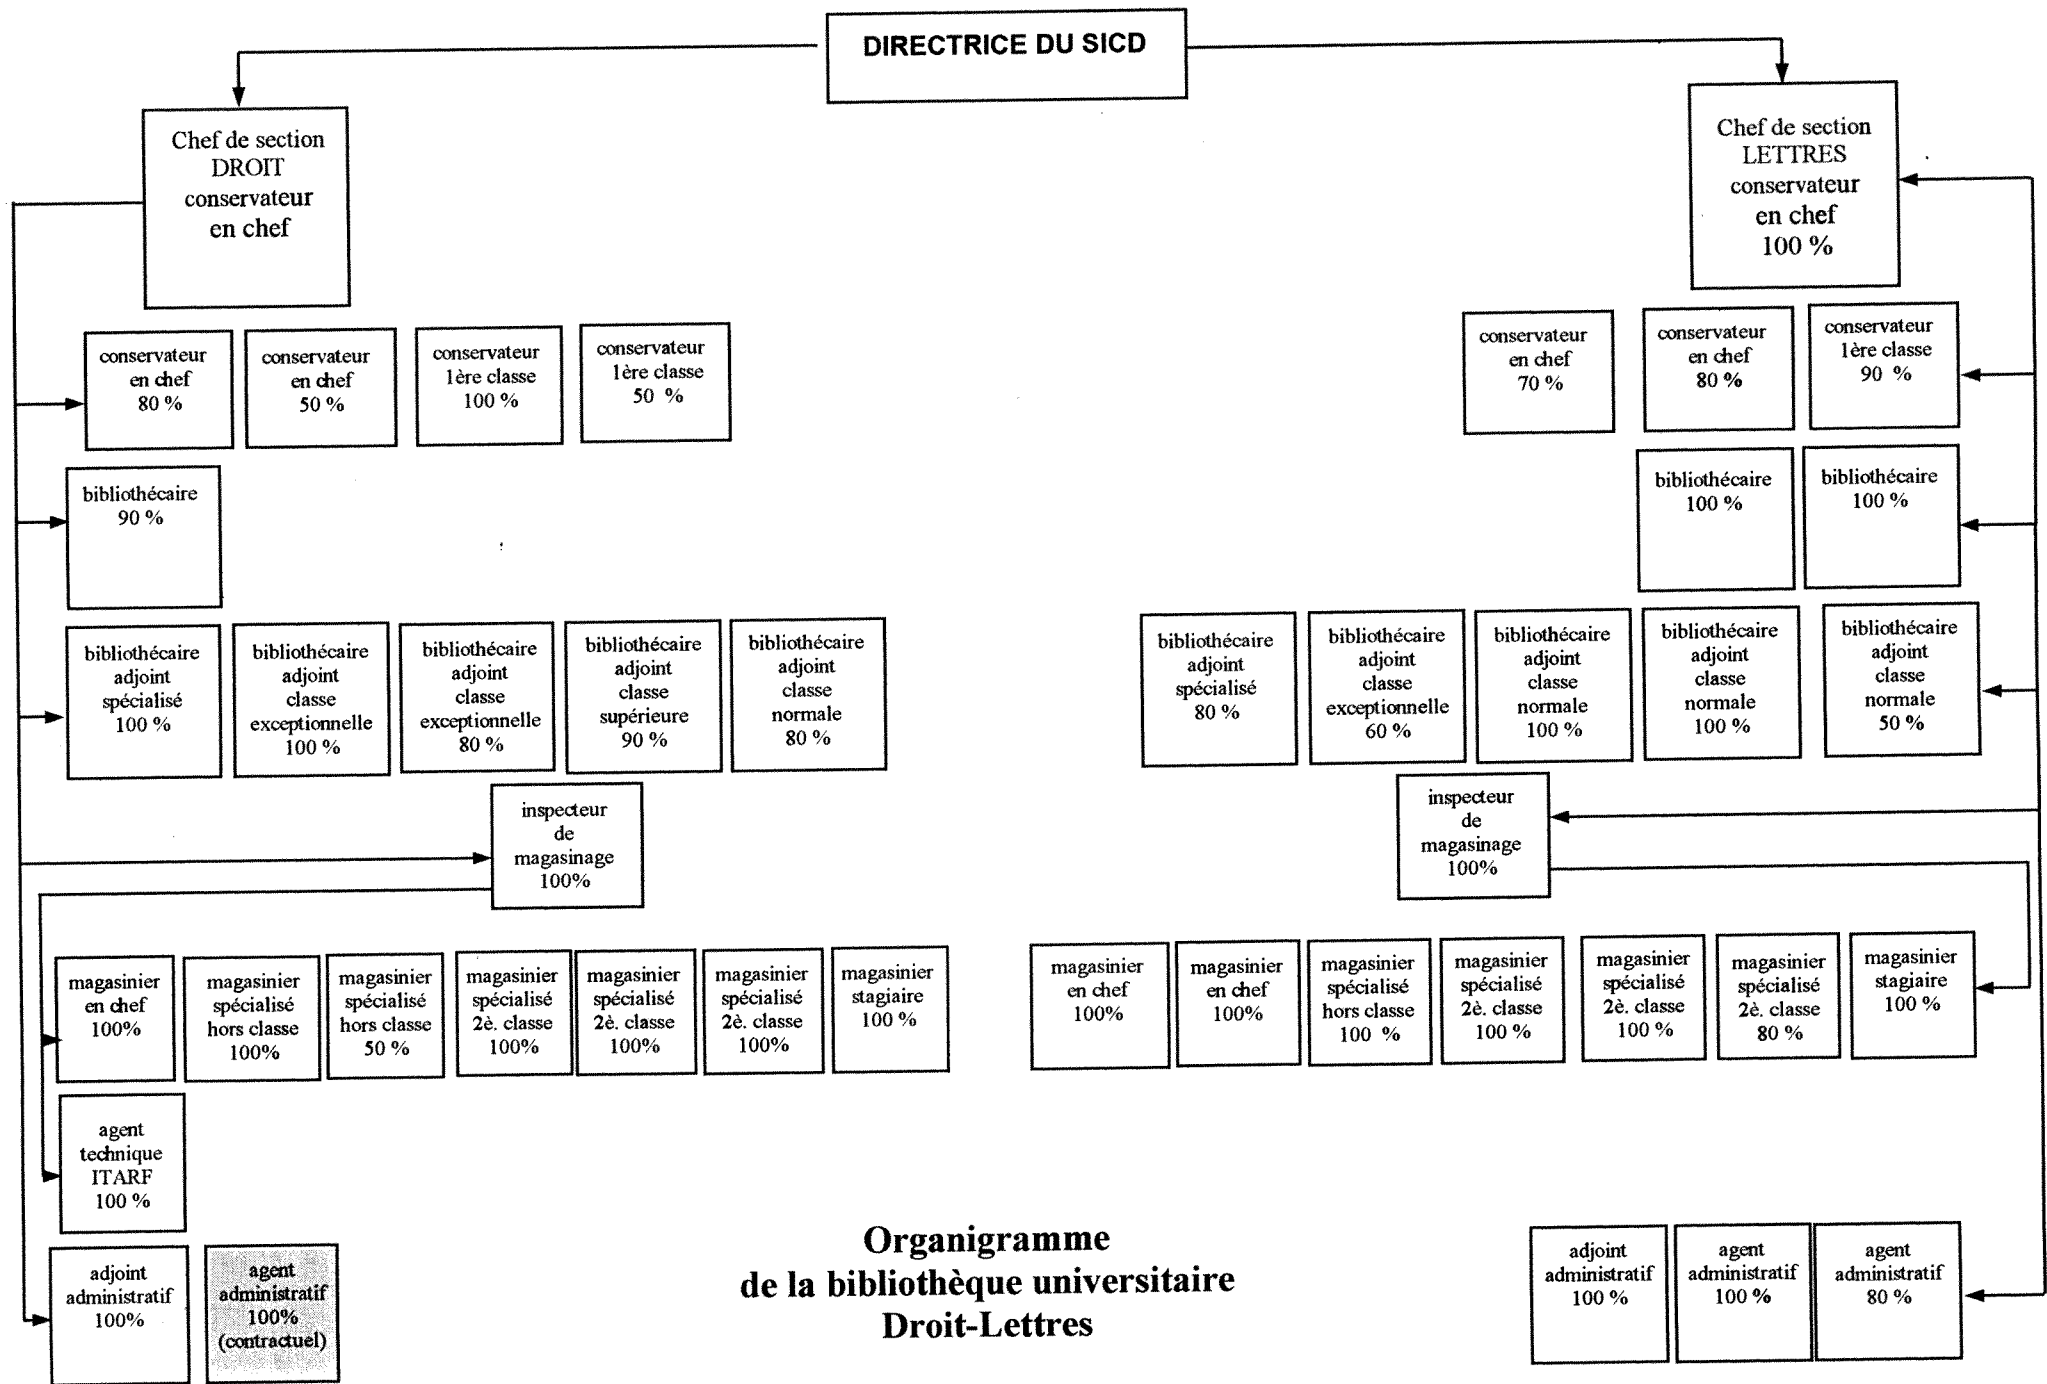 DIRECTRICE DU SICD
Chef de section
DROIT
conservateur
en chef
Chef de section
LETTRES
conservateur
en chef
100 %
conservateur
en chef
80 %
conservateur
en chef
50 %
conservateur
1ère classe
100 %
conservateur
1ère classe
50 %
conservateur
en chef
70 %
conservateur
en chef
80 %
conservateur
1ère classe
90 %
bibliothécaire
90 %
bibliothécaire
100 %
bibliothécaire
100 %
bibliothécaire
adjoint
spécialisé
100 %
bibliothécaire
adjoint
classe
exceptionnelle
100 %
bibliothécaire
adjoint
classe
exceptionnelle
80 %
bibliothécaire
adjoint
classe
supérieure
90 %
bibliothécaire
adjoint
classe
normale
80 %
bibliothécaire
adjoint
spécialisé
80 %
bibliothécaire
adjoint
classe
exceptionnelle
60 %
bibliothécaire
adjoint
classe
normale
100 %
bibliothécaire
adjoint
classe
normale
100 %
bibliothécaire
adjoint
classe
normale
50 %
inspecteur
de
magasinage
100%
inspecteur
de
magasinage
100%
magasinier
en chef
100%
magasinier
spécialisé
hors classe
100%
magasinier
spécialisé
hors classe
50 %
magasinier
spécialisé
2è. classe
100%
magasinier
spécialisé
2è. classe
100%
magasinier
spécialisé
2è. classe
100%
magasinier
stagiaire
100 %
magasinier
en chef
100%
magasinier
en chef
100%
magasinier
spécialisé
hors classe
100 %
magasinier
spécialisé
2è. classe
100 %
magasinier
spécialisé
2è. classe
100 %
magasinier
spécialisé
2è. classe
80 %
magasinier
stagiaire
100 %
agent
technique
ITARF
100 %
adjoint
administratif
100%
agent
administratif
100%
(contractuel)
Organigramme
de la bibliothèque universitaire
Droit-Lettres
adjoint
administratif
100 %
agent
administratif
100 %
agent
administratif
80 %